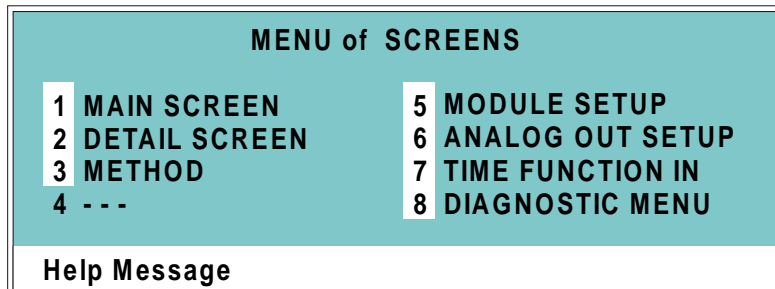 MENU of SCREENS
1 MAIN SCREEN
2 DETAIL SCREEN
3 METHOD
4 - - -
5 MODULE SETUP
6 ANALOG OUT SETUP
7 TIME FUNCTION IN
8 DIAGNOSTIC MENU
Help Message